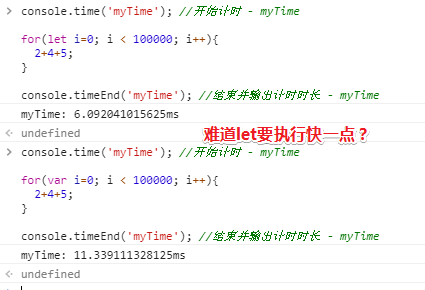 console.time('myTime'); //开始计时 - myTime
for(let i=0; i < 100000; i++){
2+4+5;
}
console.timeEnd('myTime'); //结束并输出计时时长 - myTime
myTime: 6.092041015625ms
undefined
难道let要执行快一点？
console.time('myTime'); //开始计时 - myTime
for(var i=0; i < 100000; i++){
2+4+5;
}
console.timeEnd('myTime'); //结束并输出计时时长 - myTime
myTime: 11.339111328125ms
undefined